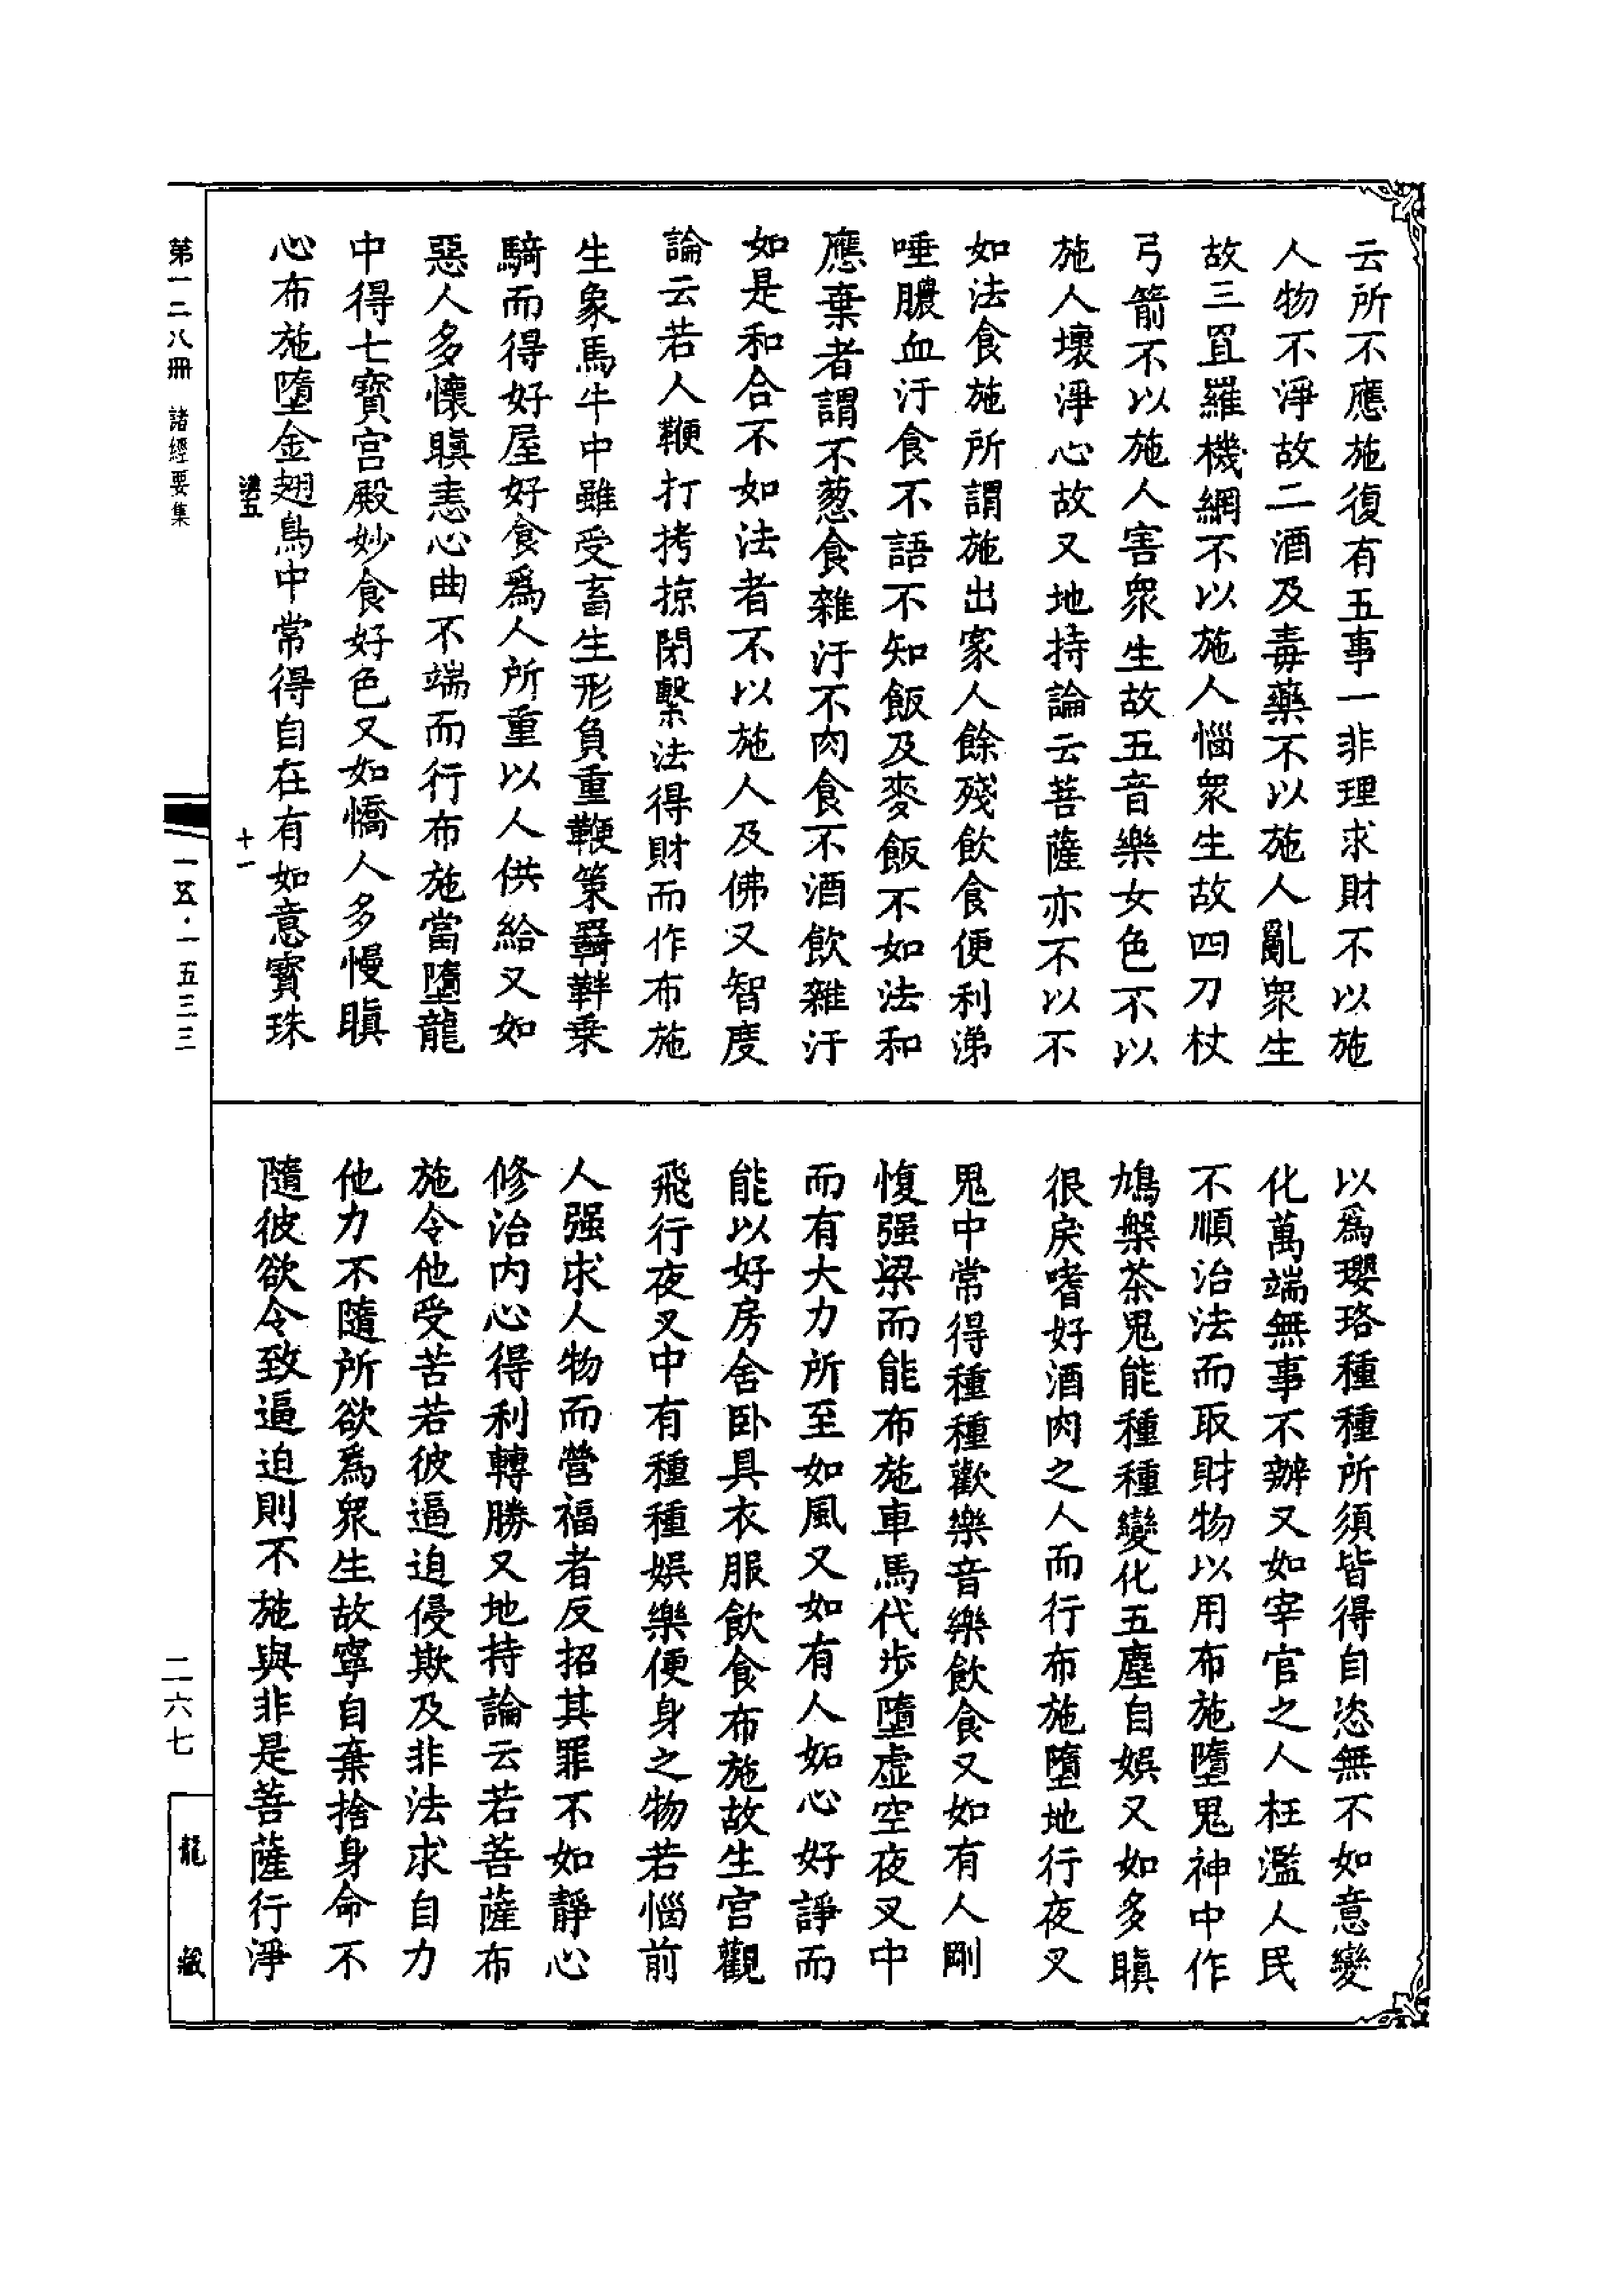 云所不應施復有五事一非理求財不以施
人物不淨故二酒及毒藥不以施人亂衆生
故三罝羅機網不以施人惱衆生故四刀杖
弓箭不以施人害衆生故五音樂女色不以
施人壞淨心故又地持論云菩薩亦不以不
如法食施所謂施出家人餘殘飲食便利涕
唾膿血汙食不語不知飯及麥飯不如法和
應棄者謂不葱食雜汙不肉食不酒飲雜汙
如是和合不如法者不以施人及佛又智度
論云若人鞭打拷掠閉繫法得財而作布施
生象馬牛中雖受畜生形負重鞭策羇靽乗
騎而得好屋好食爲人所重以人供給又如
惡人多懷瞋恚心曲不端而行布施當墮龍
中得七寶宮殿妙食好色又如憍人多慢瞋
心布施墮金翅鳥中常得自在有如意寶珠
以爲瓔珞種種所須皆得自恣無不如意變
化萬端無事不辦又如宰官之人枉濫人民
不順治法而取財物以用布施墮鬼神中作
鳩槃茶鬼能種種變化五塵自娛又如多瞋
很戾嗜好酒肉之人而行布施墮地行夜叉
鬼中常得種種歡樂音樂飲食又如有人剛
愎强梁而能布施車馬代步墮虛空夜叉中
而有大力所至如風又如有人妬心好諍而
能以好房舍卧具衣服飲食布施故生宮觀
飛行夜叉中有種種娛樂便身之物若惱前
人强求人物而營福者反招其罪不如靜心
修治内心得利轉勝又地持論云若菩薩布
施令他受苦若彼逼迫侵欺及非法求自力
他力不隨所欲爲衆生故寧自棄捨身命不
隨彼欲令致逼迫則不施與非是菩薩行淨
十一
第一二八冊 諸經要集
一五·一五三三
二六七
龍藏